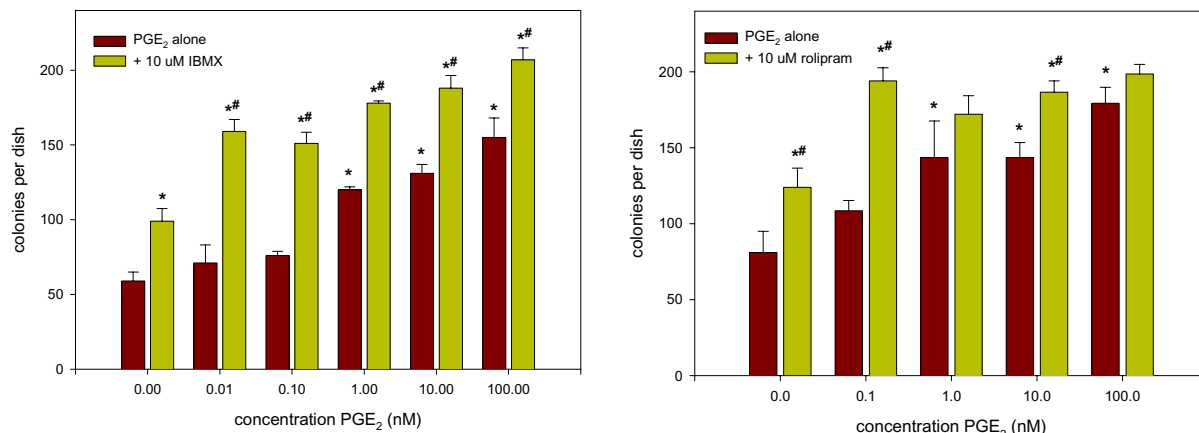 PGE2 alone
+ 10 uM IBMX
colonies per dish
200
150
100
50
0
* *# *# * *# * *# * *#
0.00 0.01 0.10 1.00 10.00 100.00
concentration PGE2 (nM)
PGE2 alone
+ 10 uM rolipram
colonies per dish
200
150
100
50
0
*# *# * * *# *
0.0 0.1 1.0 10.0 100.0
concentration PGE2 (nM)